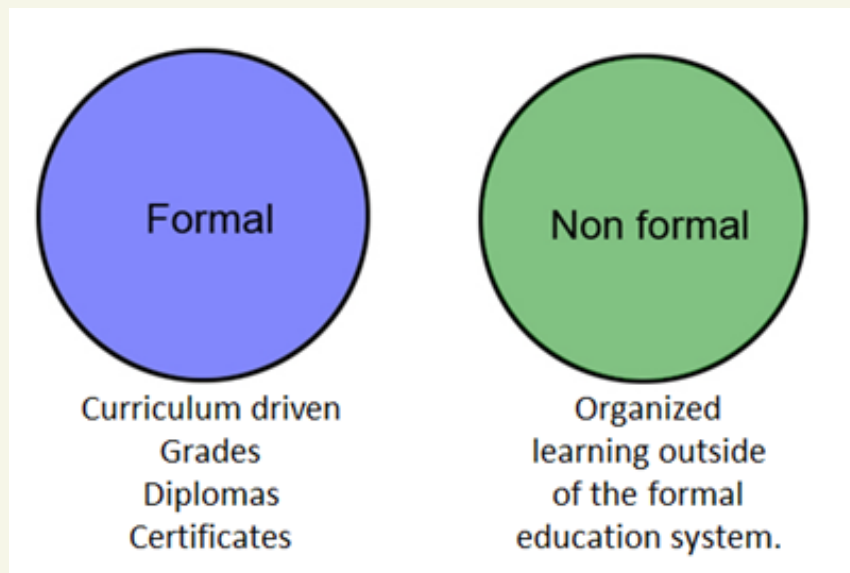 Formal
Curriculum driven
Grades
Diplomas
Certificates
Non formal
Organized
learning outside
of the formal
education system.